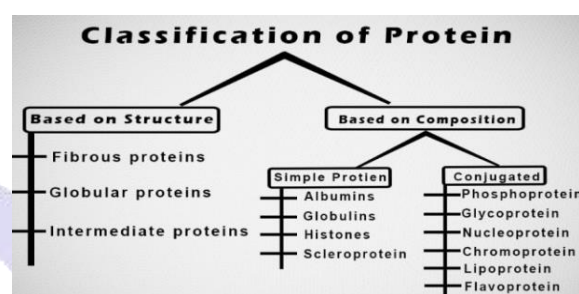 Classification of Protein
Based on Structure
Fibrous proteins
Globular proteins
Intermediate proteins
Based on Composition
Simple Protien
Albumins
Globulins
Histones
Scleroprotein
Conjugated
Phosphoprotein
Glycoprotein
Nucleoprotein
Chromoprotein
Lipoprotein
Flavoprotein